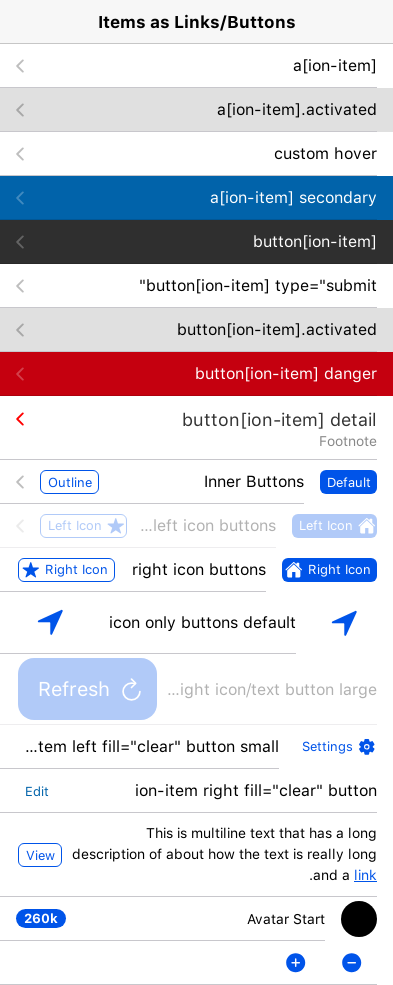 Items as Links/Buttons
a[ion-item]
a[ion-item].activated
custom hover
a[ion-item] secondary
button[ion-item]
"button[ion-item] type="submit
button[ion-item].activated
button[ion-item] danger
button[ion-item] detail
Footnote
Default Inner Buttons Outline
Left Icon ...left icon buttons Left Icon
Right Icon right icon buttons Right Icon
icon only buttons default
...ight icon/text button large Refresh
Settings ...tem left fill="clear" button small
ion-item right fill="clear" button Edit
This is multiline text that has a long
description of about how the text is really long View
.and a link
Avatar Start 260k